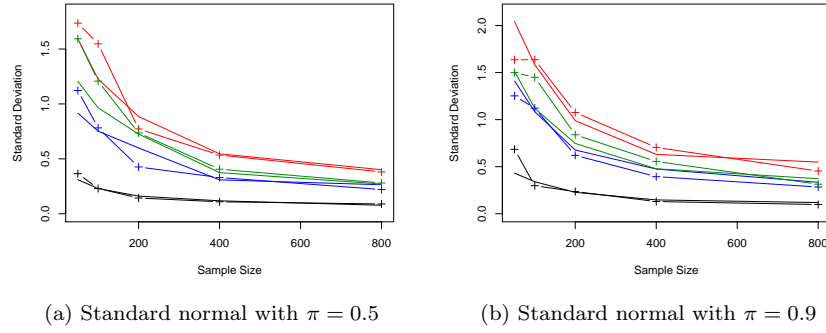 Standard Deviation
0.0
0.5
1.0
1.5
200
400
600
800
Sample Size
(a) Standard normal with π = 0.5
Standard Deviation
0.0
0.5
1.0
1.5
2.0
200
400
600
800
Sample Size
(b) Standard normal with π = 0.9